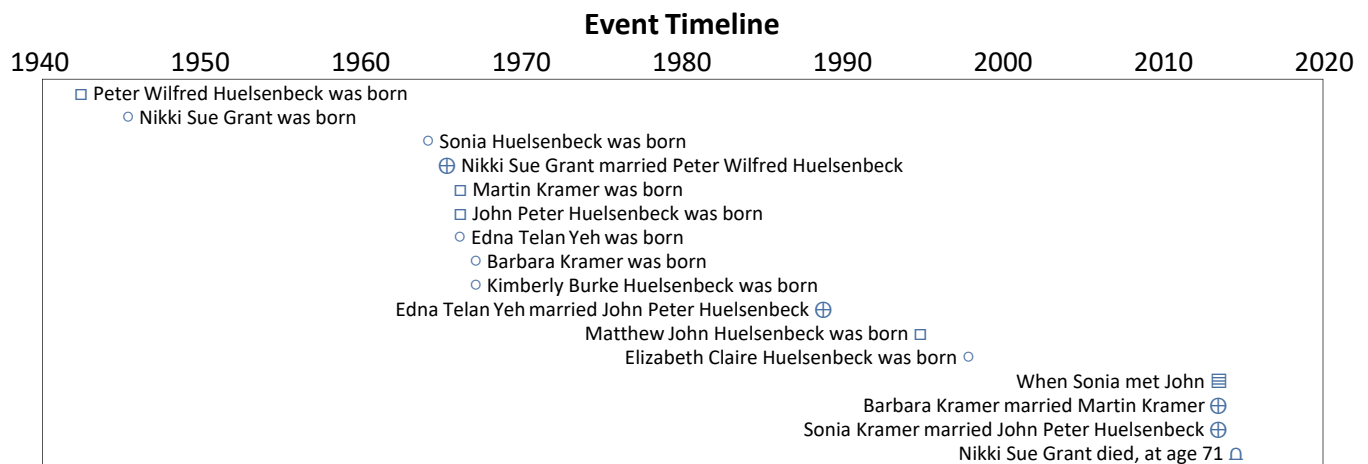 Event Timeline
1940 1950 1960 1970 1980 1990 2000 2010 2020
Peter Wilfred Huelsenbeck was born
Nikki Sue Grant was born
Sonia Huelsenbeck was born
Nikki Sue Grant married Peter Wilfred Huelsenbeck
Martin Kramer was born
John Peter Huelsenbeck was born
Edna Telan Yeh was born
Barbara Kramer was born
Kimberly Burke Huelsenbeck was born
Edna Telan Yeh married John Peter Huelsenbeck
Matthew John Huelsenbeck was born
Elizabeth Claire Huelsenbeck was born
When Sonia met John
Barbara Kramer married Martin Kramer
Sonia Kramer married John Peter Huelsenbeck
Nikki Sue Grant died, at age 71